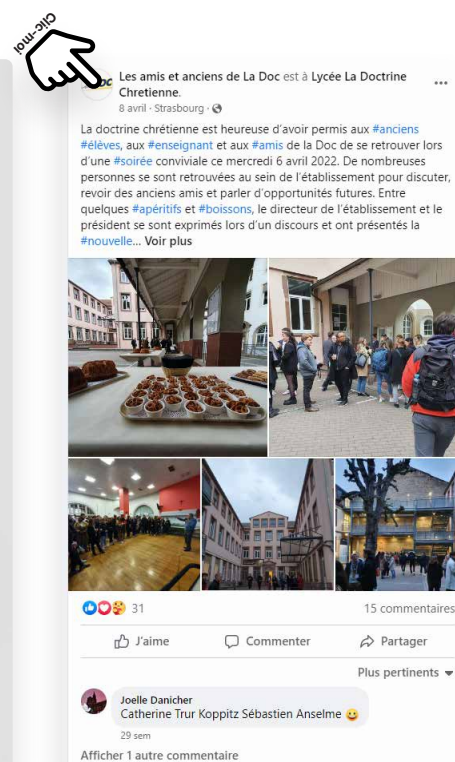 Clic-moi
Les amis et anciens de La Doc est à Lycée La Doctrine
Chretienne.
8 avril · Strasbourg ·
La doctrine chrétienne est heureuse d'avoir permis aux #anciens
#élèves, aux #enseignant et aux #amis de la Doc de se retrouver lors
d'une #soirée conviviale ce mercredi 6 avril 2022. De nombreuses
personnes se sont retrouvées au sein de l'établissement pour discuter,
revoir des anciens amis et parler d'opportunités futures. Entre
quelques #apéritifs et #boissons, le directeur de l'établissement et le
président se sont exprimés lors d'un discours et ont présentés la
#nouvelle... Voir plus
31
15 commentaires
J'aime
Commenter
Partager
Plus pertinents
Joelle Danicher
Catherine Trur Koppitz Sébastien Anselme 😀
29 sem
Afficher 1 autre commentaire